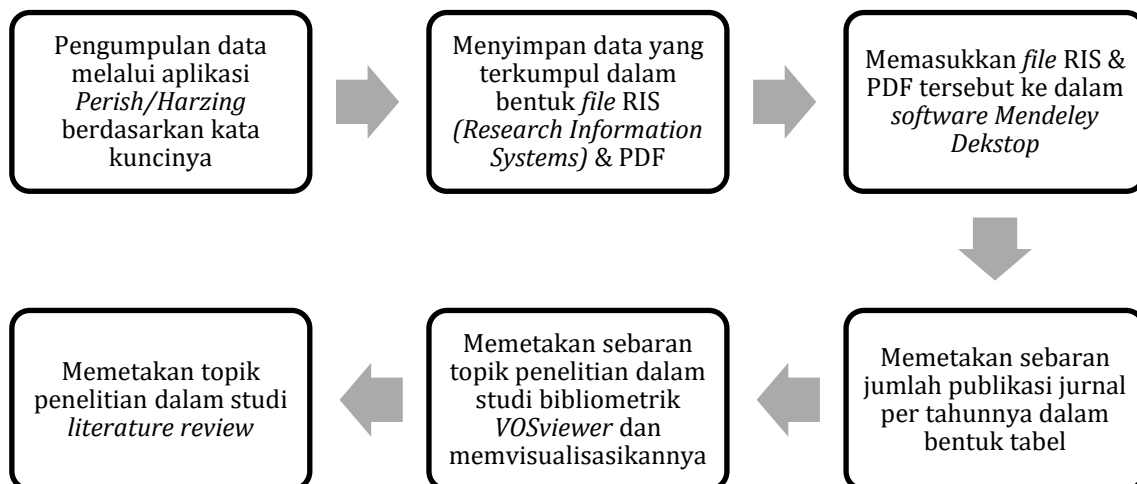 Pengumpulan data
melalui aplikasi
Perish/Harzing
berdasarkan kata
kuncinya
Menyimpan data yang
terkumpul dalam
bentuk file RIS
(Research Information
Systems) & PDF
Memasukkan file RIS &
PDF tersebut ke dalam
software Mendeley
Dekstop
Memetakan sebaran
jumlah publikasi jurnal
per tahunnya dalam
bentuk tabel
Memetakan sebaran
topik penelitian dalam
studi bibliometrik
VOSviewer dan
memvisualisasikannya
Memetakan topik
penelitian dalam studi
literature review